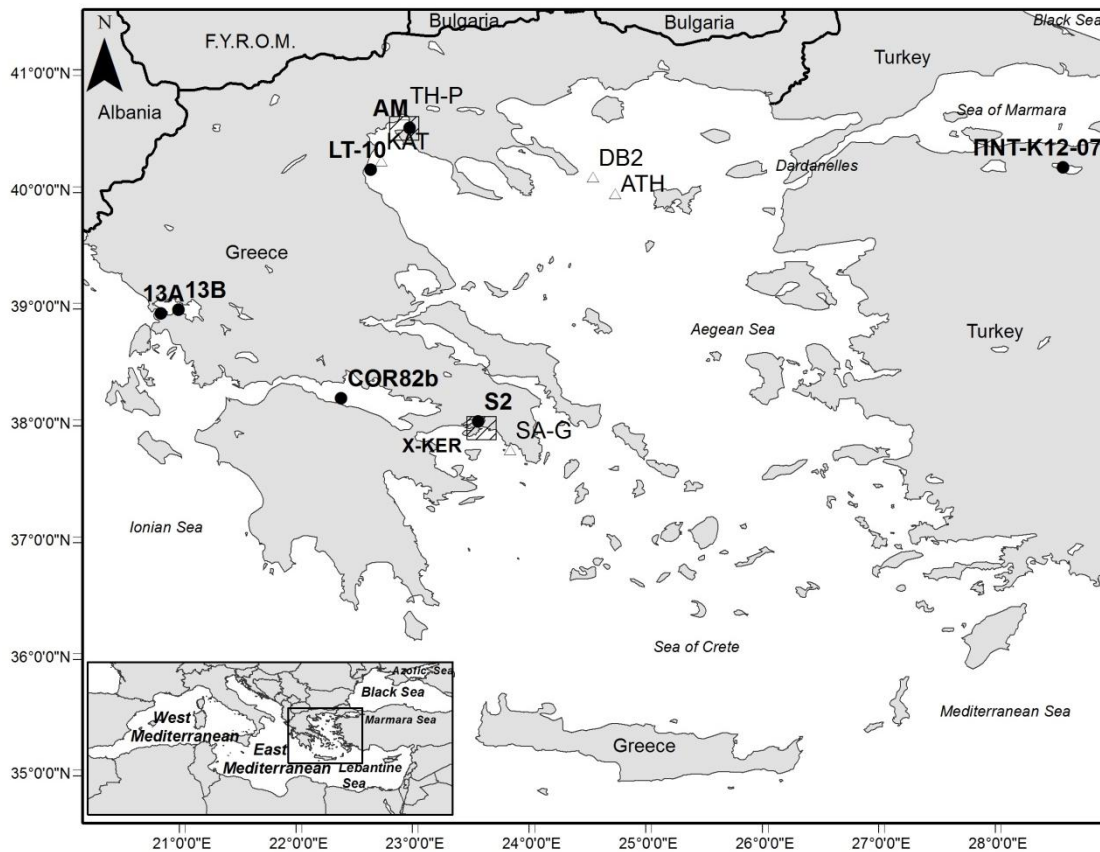 N
Bulgaria
Bulgaria
Black Sea
F.Y.R.O.M.
Turkey
41°0'0"N
Albania
TH-P
AM
Sea of Marmara
KAT
LT-10
ΠNT-K12-07
DB2
Dardanelles
40°0'0"N
ATH
Greece
13A
13B
39°0'0"N
Aegean Sea
Turkey
COR82b
S2
38°0'0"N
SA-G
X-KER
Ionian Sea
37°0'0"N
36°0'0"N
Sea of Crete
Azofic Sea
Black Sea
West
Mediterranean
Marmara Sea
Mediterranean Sea
East
Mediterranean
Lebantine
Sea
Greece
35°0'0"N
21°0'0"E
22°0'0"E
23°0'0"E
24°0'0"E
25°0'0"E
26°0'0"E
27°0'0"E
28°0'0"E